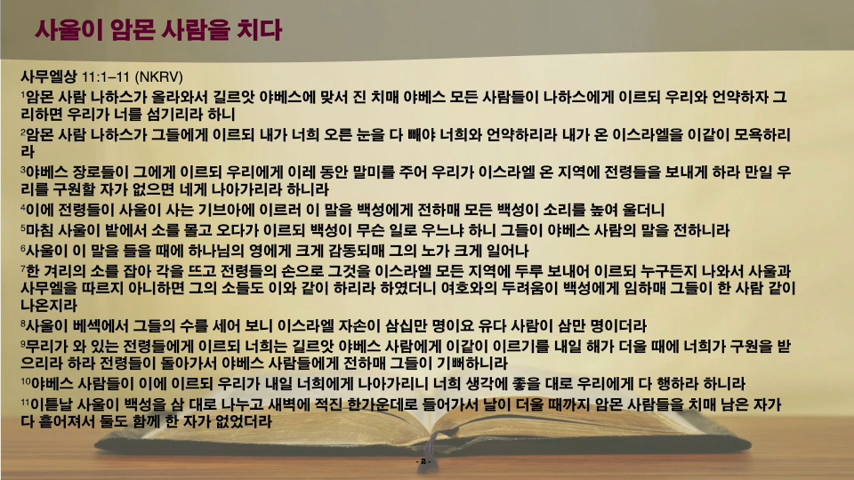 사울이 암몬 사람을 치다
사무엘상 11:1–11 (NKRV)
1암몬 사람 나하스가 올라와서 길르앗 야베스에 맞서 진 치매 야베스 모든 사람들이 나하스에게 이르되 우리와 언약하자 그
리하면 우리가 너를 섬기리라 하니
2암몬 사람 나하스가 그들에게 이르되 내가 너희 오른 눈을 다 빼야 너희와 언약하리라 내가 온 이스라엘을 이같이 모욕하리
라
3야베스 장로들이 그에게 이르되 우리에게 이레 동안 말미를 주어 우리가 이스라엘 온 지역에 전령들을 보내게 하라 만일 우
리를 구원할 자가 없으면 네게 나아가리라 하니라
4이에 전령들이 사울이 사는 기브아에 이르러 이 말을 백성에게 전하매 모든 백성이 소리를 높여 울더니
5마침 사울이 밭에서 소를 몰고 오다가 이르되 백성이 무슨 일로 우느냐 하니 그들이 야베스 사람의 말을 전하니라
6사울이 이 말을 들을 때에 하나님의 영에게 크게 감동되매 그의 노가 크게 일어나
7한 겨리의 소를 잡아 각을 뜨고 전령들의 손으로 그것을 이스라엘 모든 지역에 두루 보내어 이르되 누구든지 나와서 사울과
사무엘을 따르지 아니하면 그의 소들도 이와 같이 하리라 하였더니 여호와의 두려움이 백성에게 임하매 그들이 한 사람 같이
나온지라
8사울이 베섹에서 그들의 수를 세어 보니 이스라엘 자손이 삼십만 명이요 유다 사람이 삼만 명이더라
9무리가 와 있는 전령들에게 이르되 너희는 길르앗 야베스 사람에게 이같이 이르기를 내일 해가 더울 때에 너희가 구원을 받
으리라 하라 전령들이 돌아가서 야베스 사람들에게 전하매 그들이 기뻐하니라
10야베스 사람들이 이에 이르되 우리가 내일 너희에게 나아가리니 너희 생각에 좋을 대로 우리에게 다 행하라 하니라
11이튿날 사울이 백성을 삼 대로 나누고 새벽에 적진 한가운데로 들어가서 날이 더울 때까지 암몬 사람들을 치매 남은 자가
다 흩어져서 둘도 함께 한 자가 없었더라
- 2 -